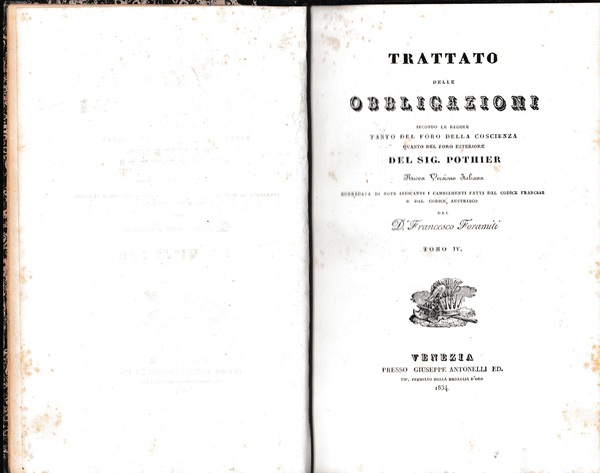 TRATTATO
DELLE
OBBLIGAZIONI
SECONDO LE REGOLE
TANTO DEL FORO DELLA COSCIENZA
QUANTO DEL FORO ESTERIORE
DEL SIG. POTHIER
Nuova Versione Italiana
CORREDATA DI NOTE INDICANTI I CAMBIAMENTI FATTI DAL CODICE FRANCESE
E DAL CODICE AUSTRIACO
DEL
D.r Francesco Foramiti
TOMO IV.
VENEZIA
PRESSO GIUSEPPE ANTONELLI ED.
TIP. PREMIATO DELLA MEDAGLIA D'ORO
1834